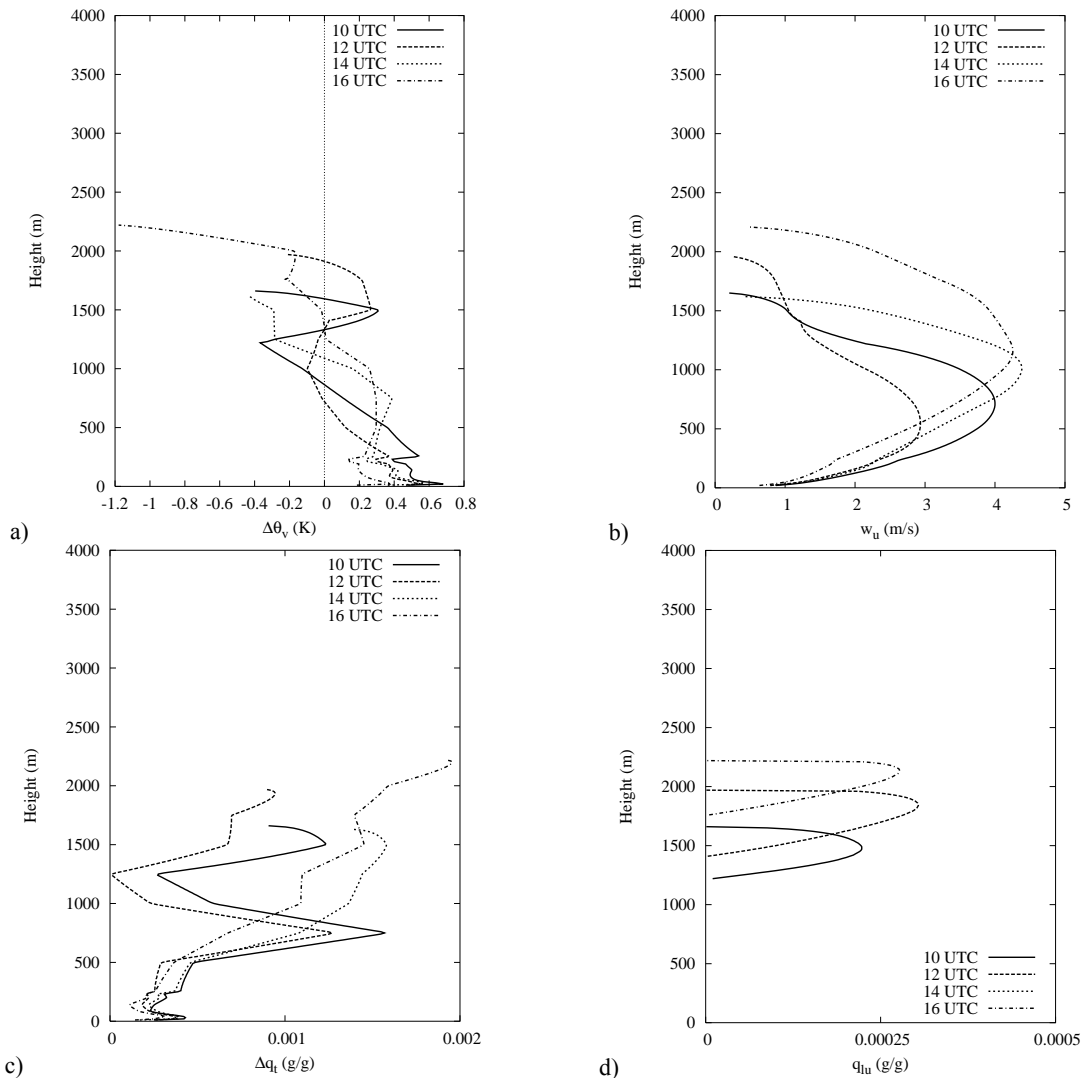 4000
3500
3000
2500
2000
1500
1000
500
0
Height (m)
-1.2 -1 -0.8 -0.6 -0.4 -0.2 0 0.2 0.4 0.6 0.8
Δθv (K)
10 UTC
12 UTC
14 UTC
16 UTC
a)
4000
3500
3000
2500
2000
1500
1000
500
0
Height (m)
0 1 2 3 4 5
wu (m/s)
10 UTC
12 UTC
14 UTC
16 UTC
b)
4000
3500
3000
2500
2000
1500
1000
500
0
Height (m)
0 0.001 0.002
Δqt (g/g)
10 UTC
12 UTC
14 UTC
16 UTC
c)
4000
3500
3000
2500
2000
1500
1000
500
0
Height (m)
0 0.00025 0.0005
qlu (g/g)
10 UTC
12 UTC
14 UTC
16 UTC
d)